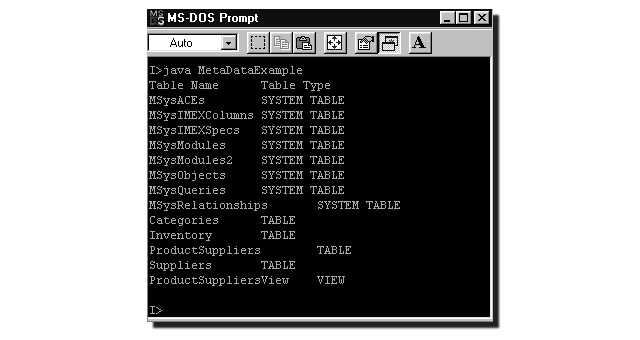 MS-DOS Prompt
Auto A
I>java MetaDataExample
Table Name Table Type
MSysACEs SYSTEM TABLE
MSysIMEXColumns SYSTEM TABLE
MSysIMEXSpecs SYSTEM TABLE
MSysModules SYSTEM TABLE
MSysModules2 SYSTEM TABLE
MSysObjects SYSTEM TABLE
MSysQueries SYSTEM TABLE
MSysRelationships SYSTEM TABLE
Categories TABLE
Inventory TABLE
ProductSuppliers TABLE
Suppliers TABLE
ProductSuppliersView VIEW
I>